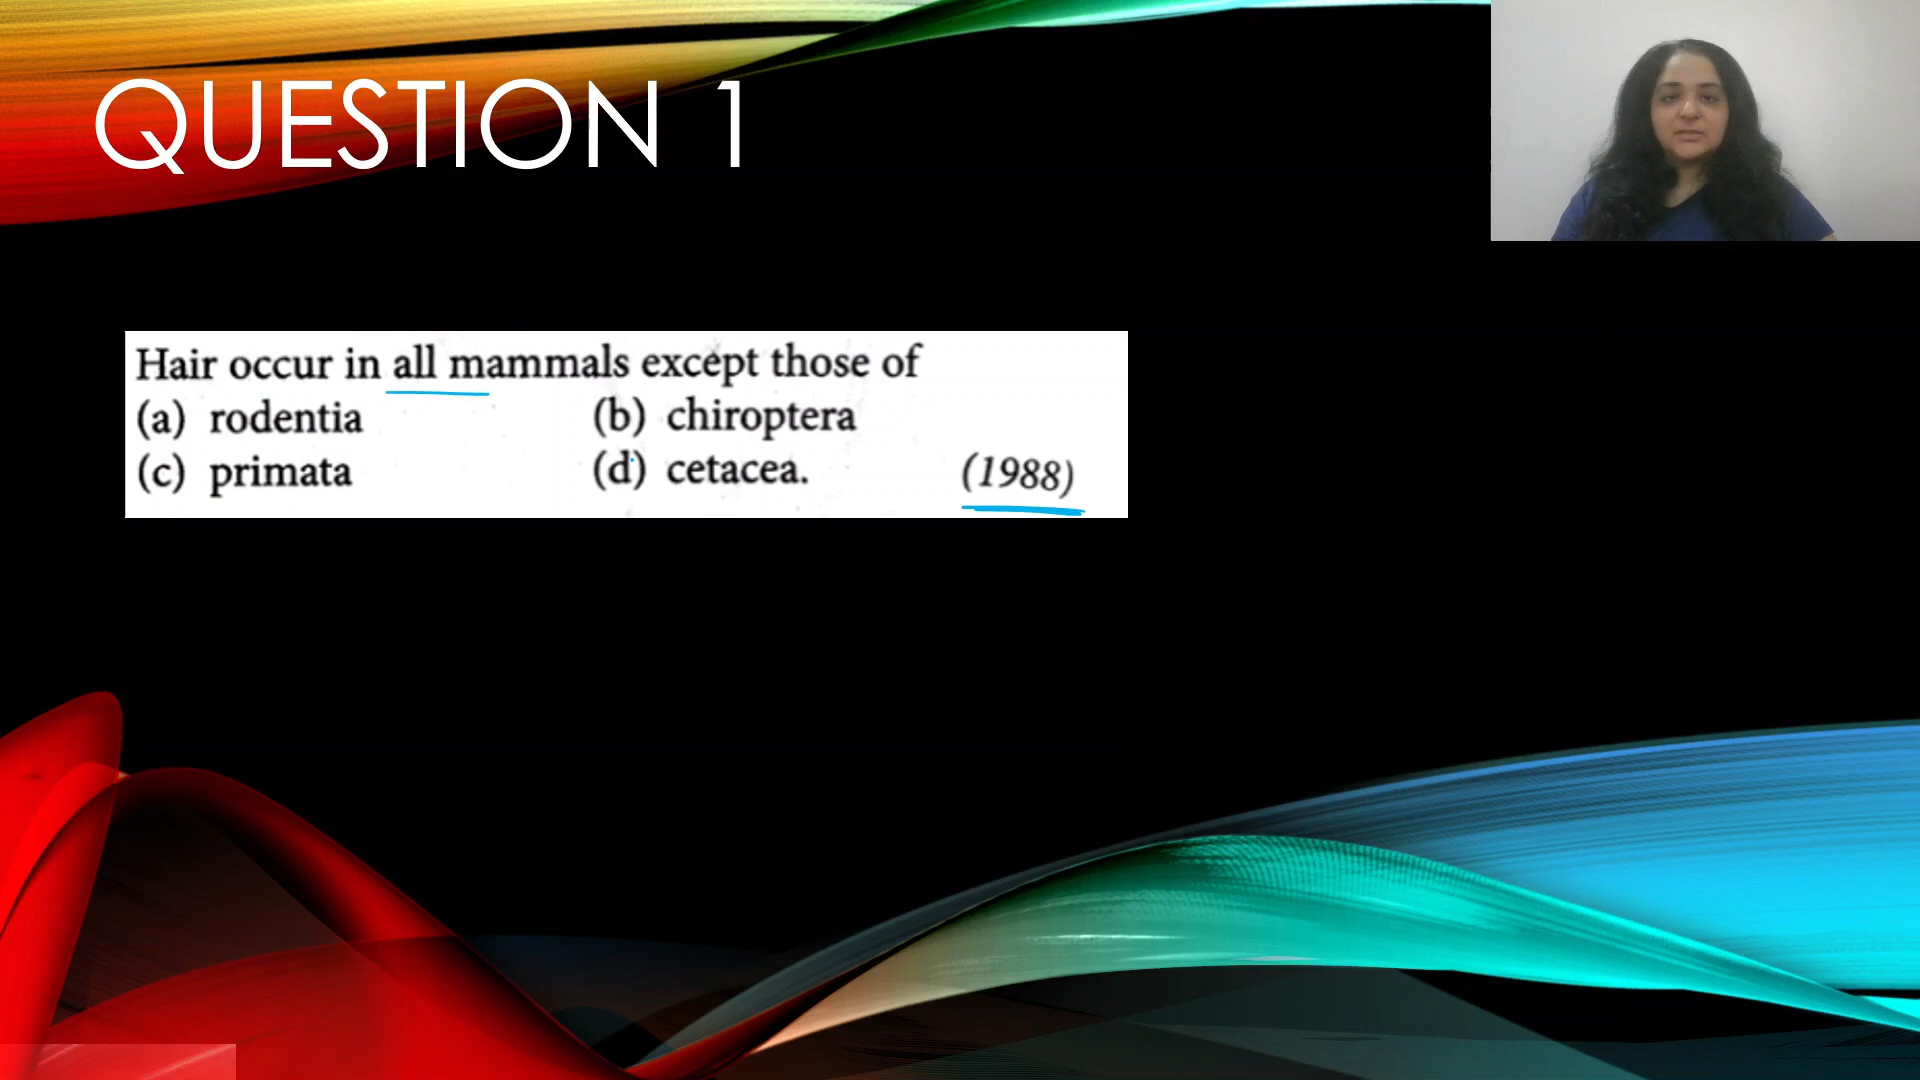 QUESTION 1
Hair occur in all mammals except those of
(a) rodentia (b) chiroptera
(c) primata (d) cetacea. (1988)